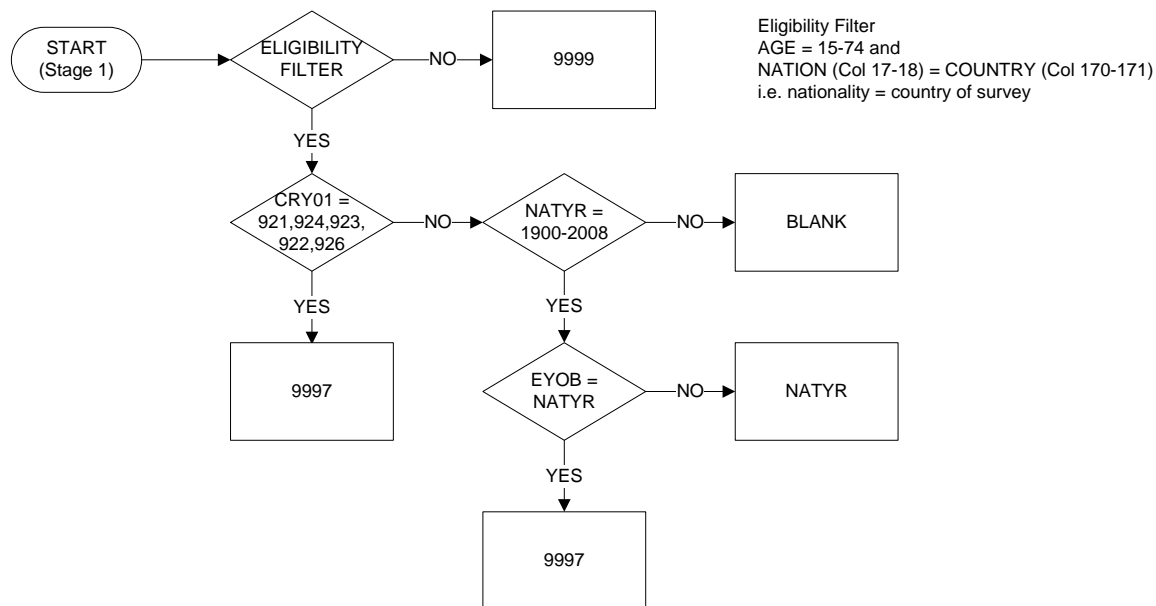 START
(Stage 1)
ELIGIBILITY
FILTER
NO
9999
Eligibility Filter
AGE = 15-74 and
NATION (Col 17-18) = COUNTRY (Col 170-171)
i.e. nationality = country of survey
YES
CRY01 =
921,924,923,
922,926
NO
NATYR =
1900-2008
NO
BLANK
YES
YES
9997
EYOB =
NATYR
NO
NATYR
YES
9997